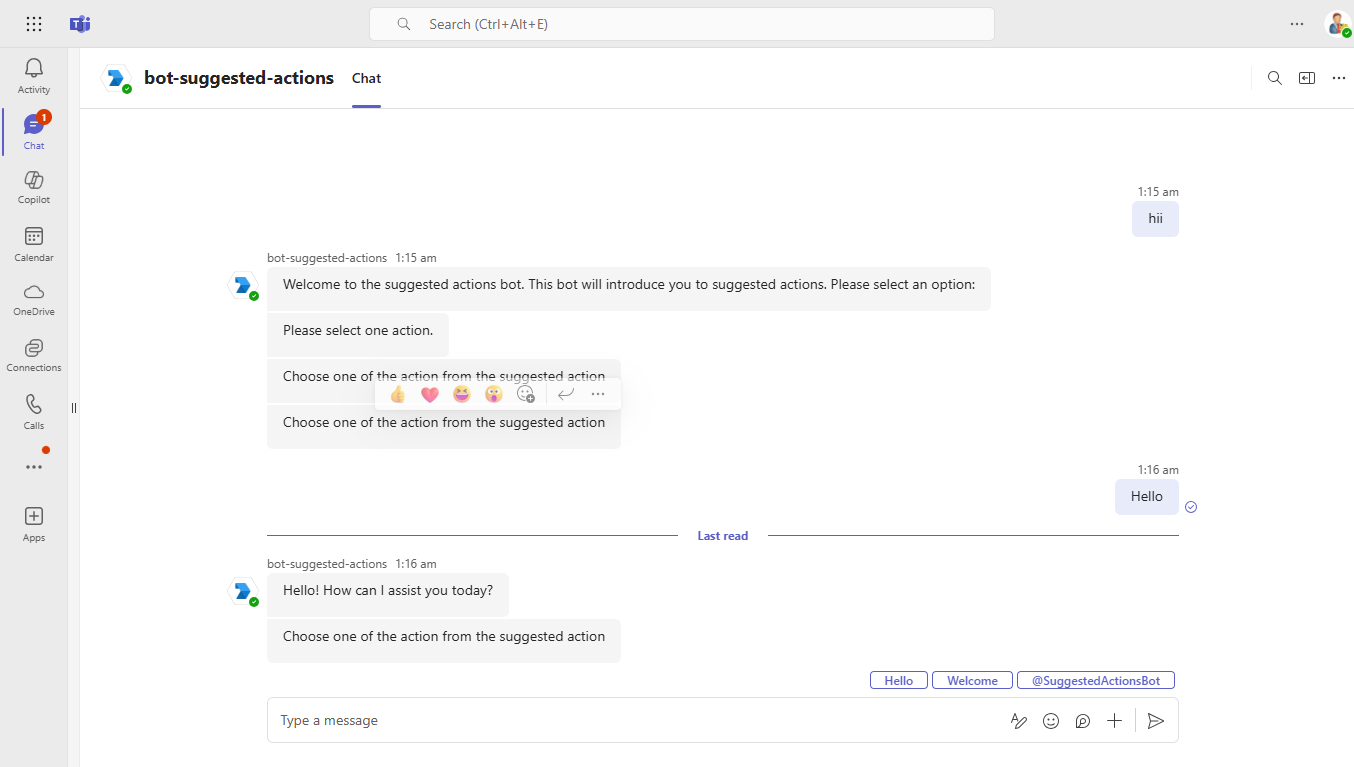 Search (Ctrl+Alt+E)
Activity
1
Chat
Copilot
Calendar
OneDrive
Connections
Calls
Apps
bot-suggested-actions Chat
1:15 am
hii
bot-suggested-actions 1:15 am
Welcome to the suggested actions bot. This bot will introduce you to suggested actions. Please select an option:
Please select one action.
Choose one of the action from the suggested action
Choose one of the action from the suggested action
1:16 am
Hello
Last read
bot-suggested-actions 1:16 am
Hello! How can I assist you today?
Choose one of the action from the suggested action
Hello Welcome @SuggestedActionsBot
Type a message